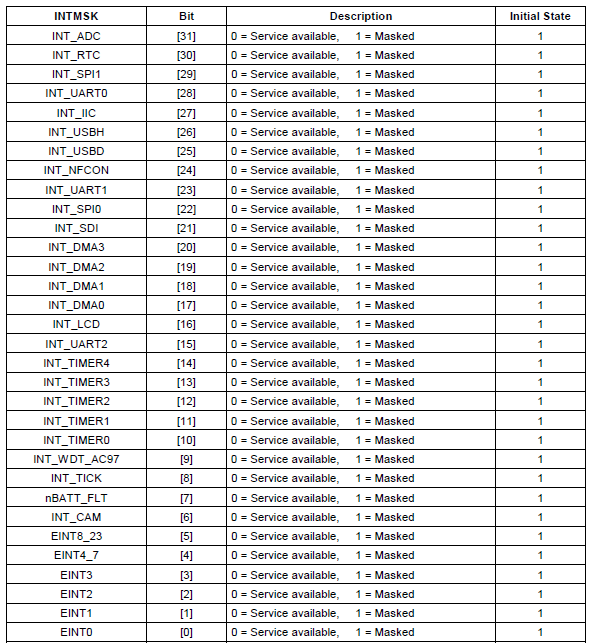 INTMSK Bit Description Initial State
INT_ADC [31] 0 = Service available, 1 = Masked 1
INT_RTC [30] 0 = Service available, 1 = Masked 1
INT_SPI1 [29] 0 = Service available, 1 = Masked 1
INT_UART0 [28] 0 = Service available, 1 = Masked 1
INT_IIC [27] 0 = Service available, 1 = Masked 1
INT_USBH [26] 0 = Service available, 1 = Masked 1
INT_USBD [25] 0 = Service available, 1 = Masked 1
INT_NFCON [24] 0 = Service available, 1 = Masked 1
INT_UART1 [23] 0 = Service available, 1 = Masked 1
INT_SPI0 [22] 0 = Service available, 1 = Masked 1
INT_SDI [21] 0 = Service available, 1 = Masked 1
INT_DMA3 [20] 0 = Service available, 1 = Masked 1
INT_DMA2 [19] 0 = Service available, 1 = Masked 1
INT_DMA1 [18] 0 = Service available, 1 = Masked 1
INT_DMA0 [17] 0 = Service available, 1 = Masked 1
INT_LCD [16] 0 = Service available, 1 = Masked 1
INT_UART2 [15] 0 = Service available, 1 = Masked 1
INT_TIMER4 [14] 0 = Service available, 1 = Masked 1
INT_TIMER3 [13] 0 = Service available, 1 = Masked 1
INT_TIMER2 [12] 0 = Service available, 1 = Masked 1
INT_TIMER1 [11] 0 = Service available, 1 = Masked 1
INT_TIMER0 [10] 0 = Service available, 1 = Masked 1
INT_WDT_AC97 [9] 0 = Service available, 1 = Masked 1
INT_TICK [8] 0 = Service available, 1 = Masked 1
nBATT_FLT [7] 0 = Service available, 1 = Masked 1
INT_CAM [6] 0 = Service available, 1 = Masked 1
EINT8_23 [5] 0 = Service available, 1 = Masked 1
EINT4_7 [4] 0 = Service available, 1 = Masked 1
EINT3 [3] 0 = Service available, 1 = Masked 1
EINT2 [2] 0 = Service available, 1 = Masked 1
EINT1 [1] 0 = Service available, 1 = Masked 1
EINT0 [0] 0 = Service available, 1 = Masked 1